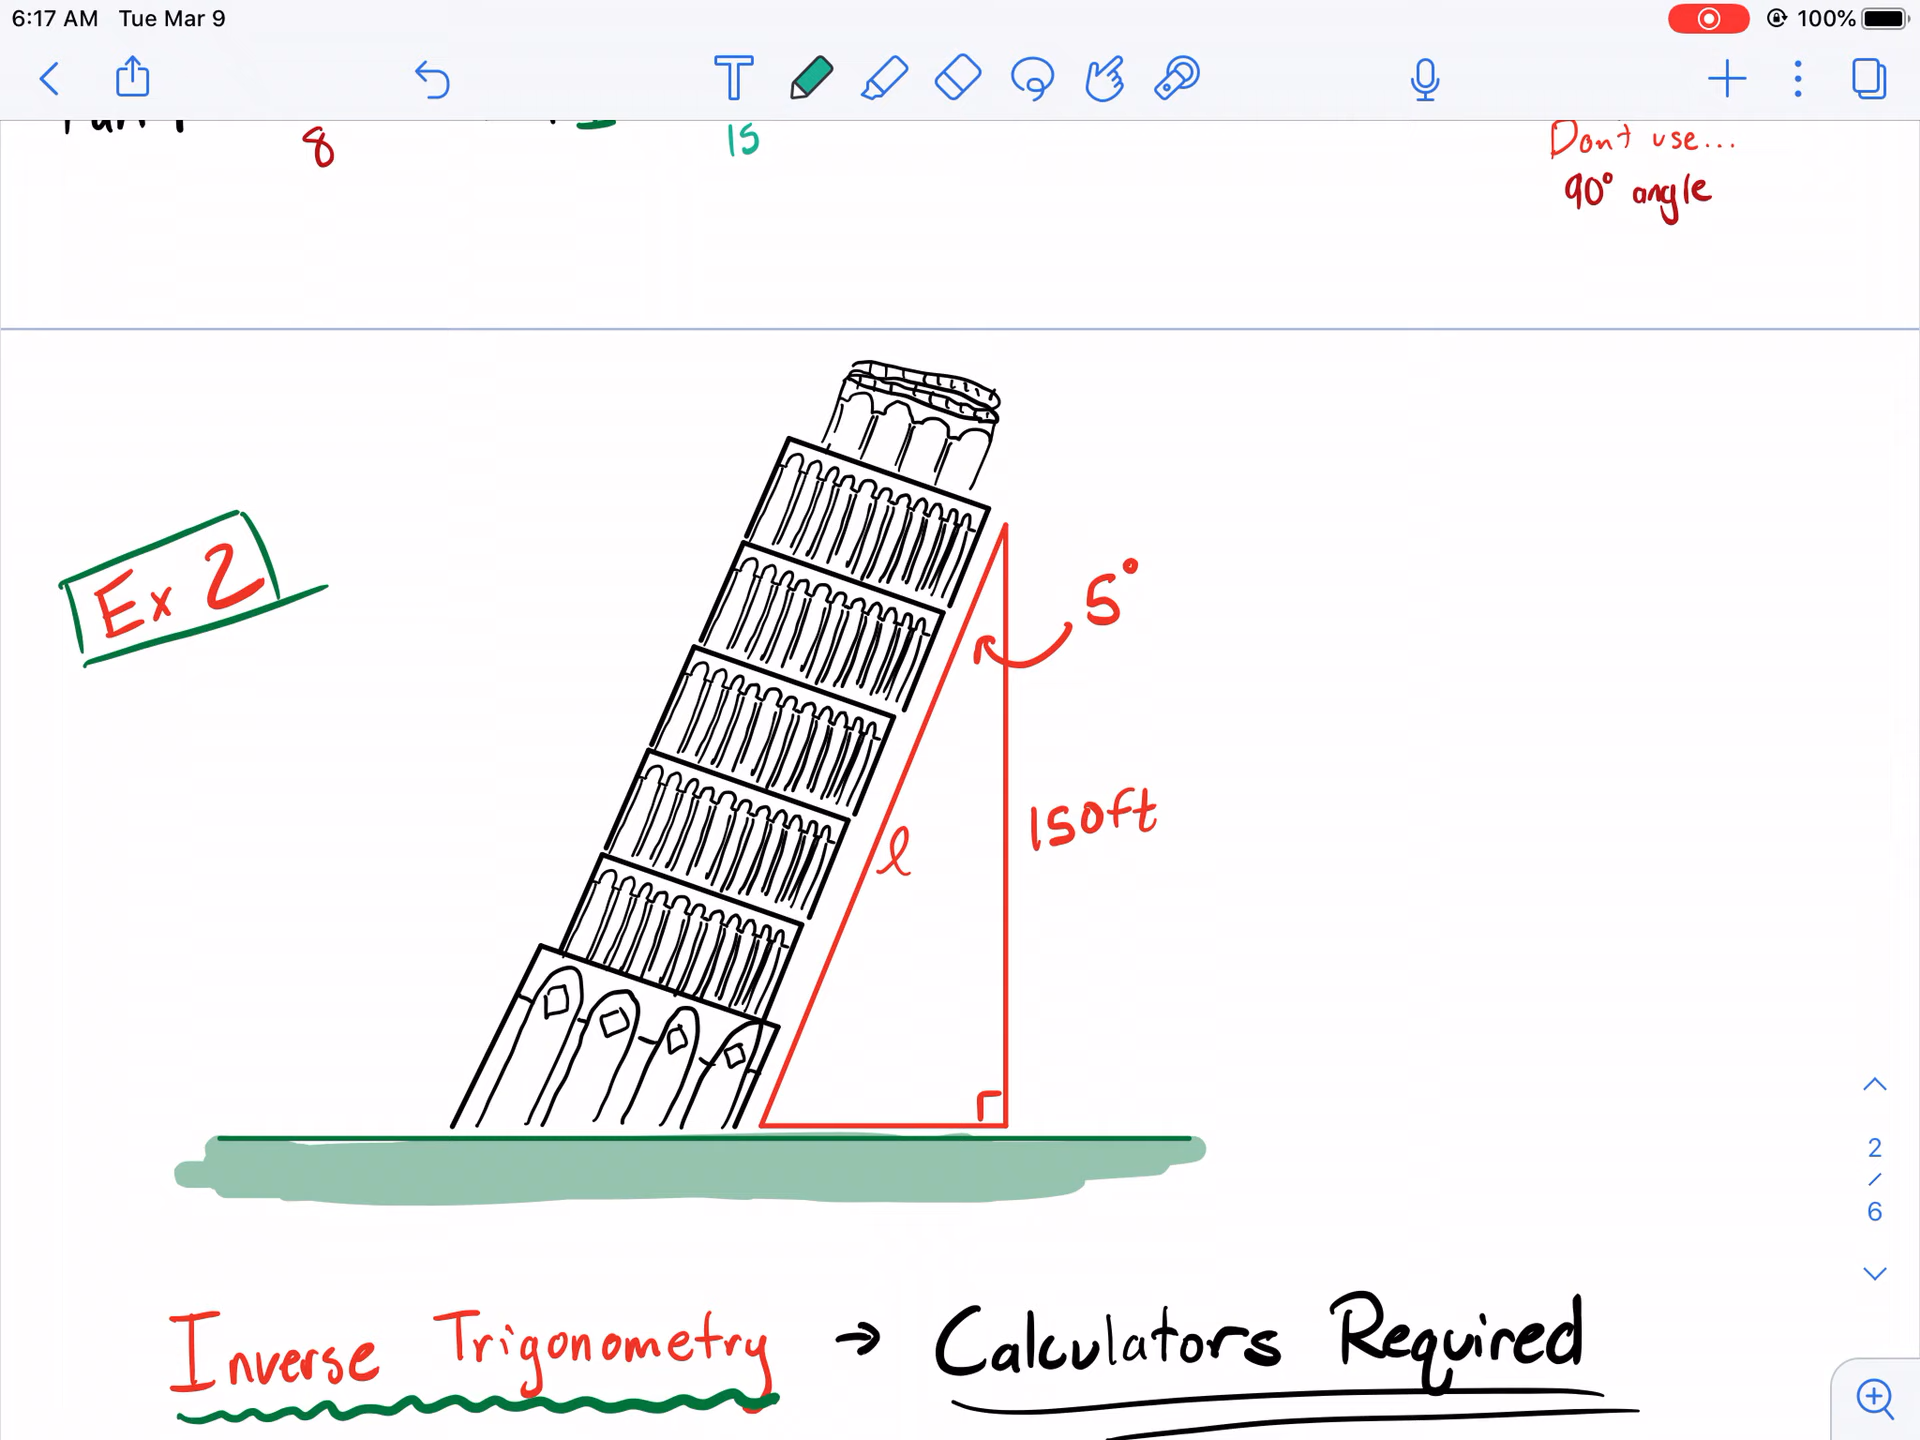 6:17 AM Tue Mar 9
100%
T
8
15
Don't use...
90° angle
Ex 2
5°
150ft
l
2
/
6
Inverse Trigonometry → Calculators Required